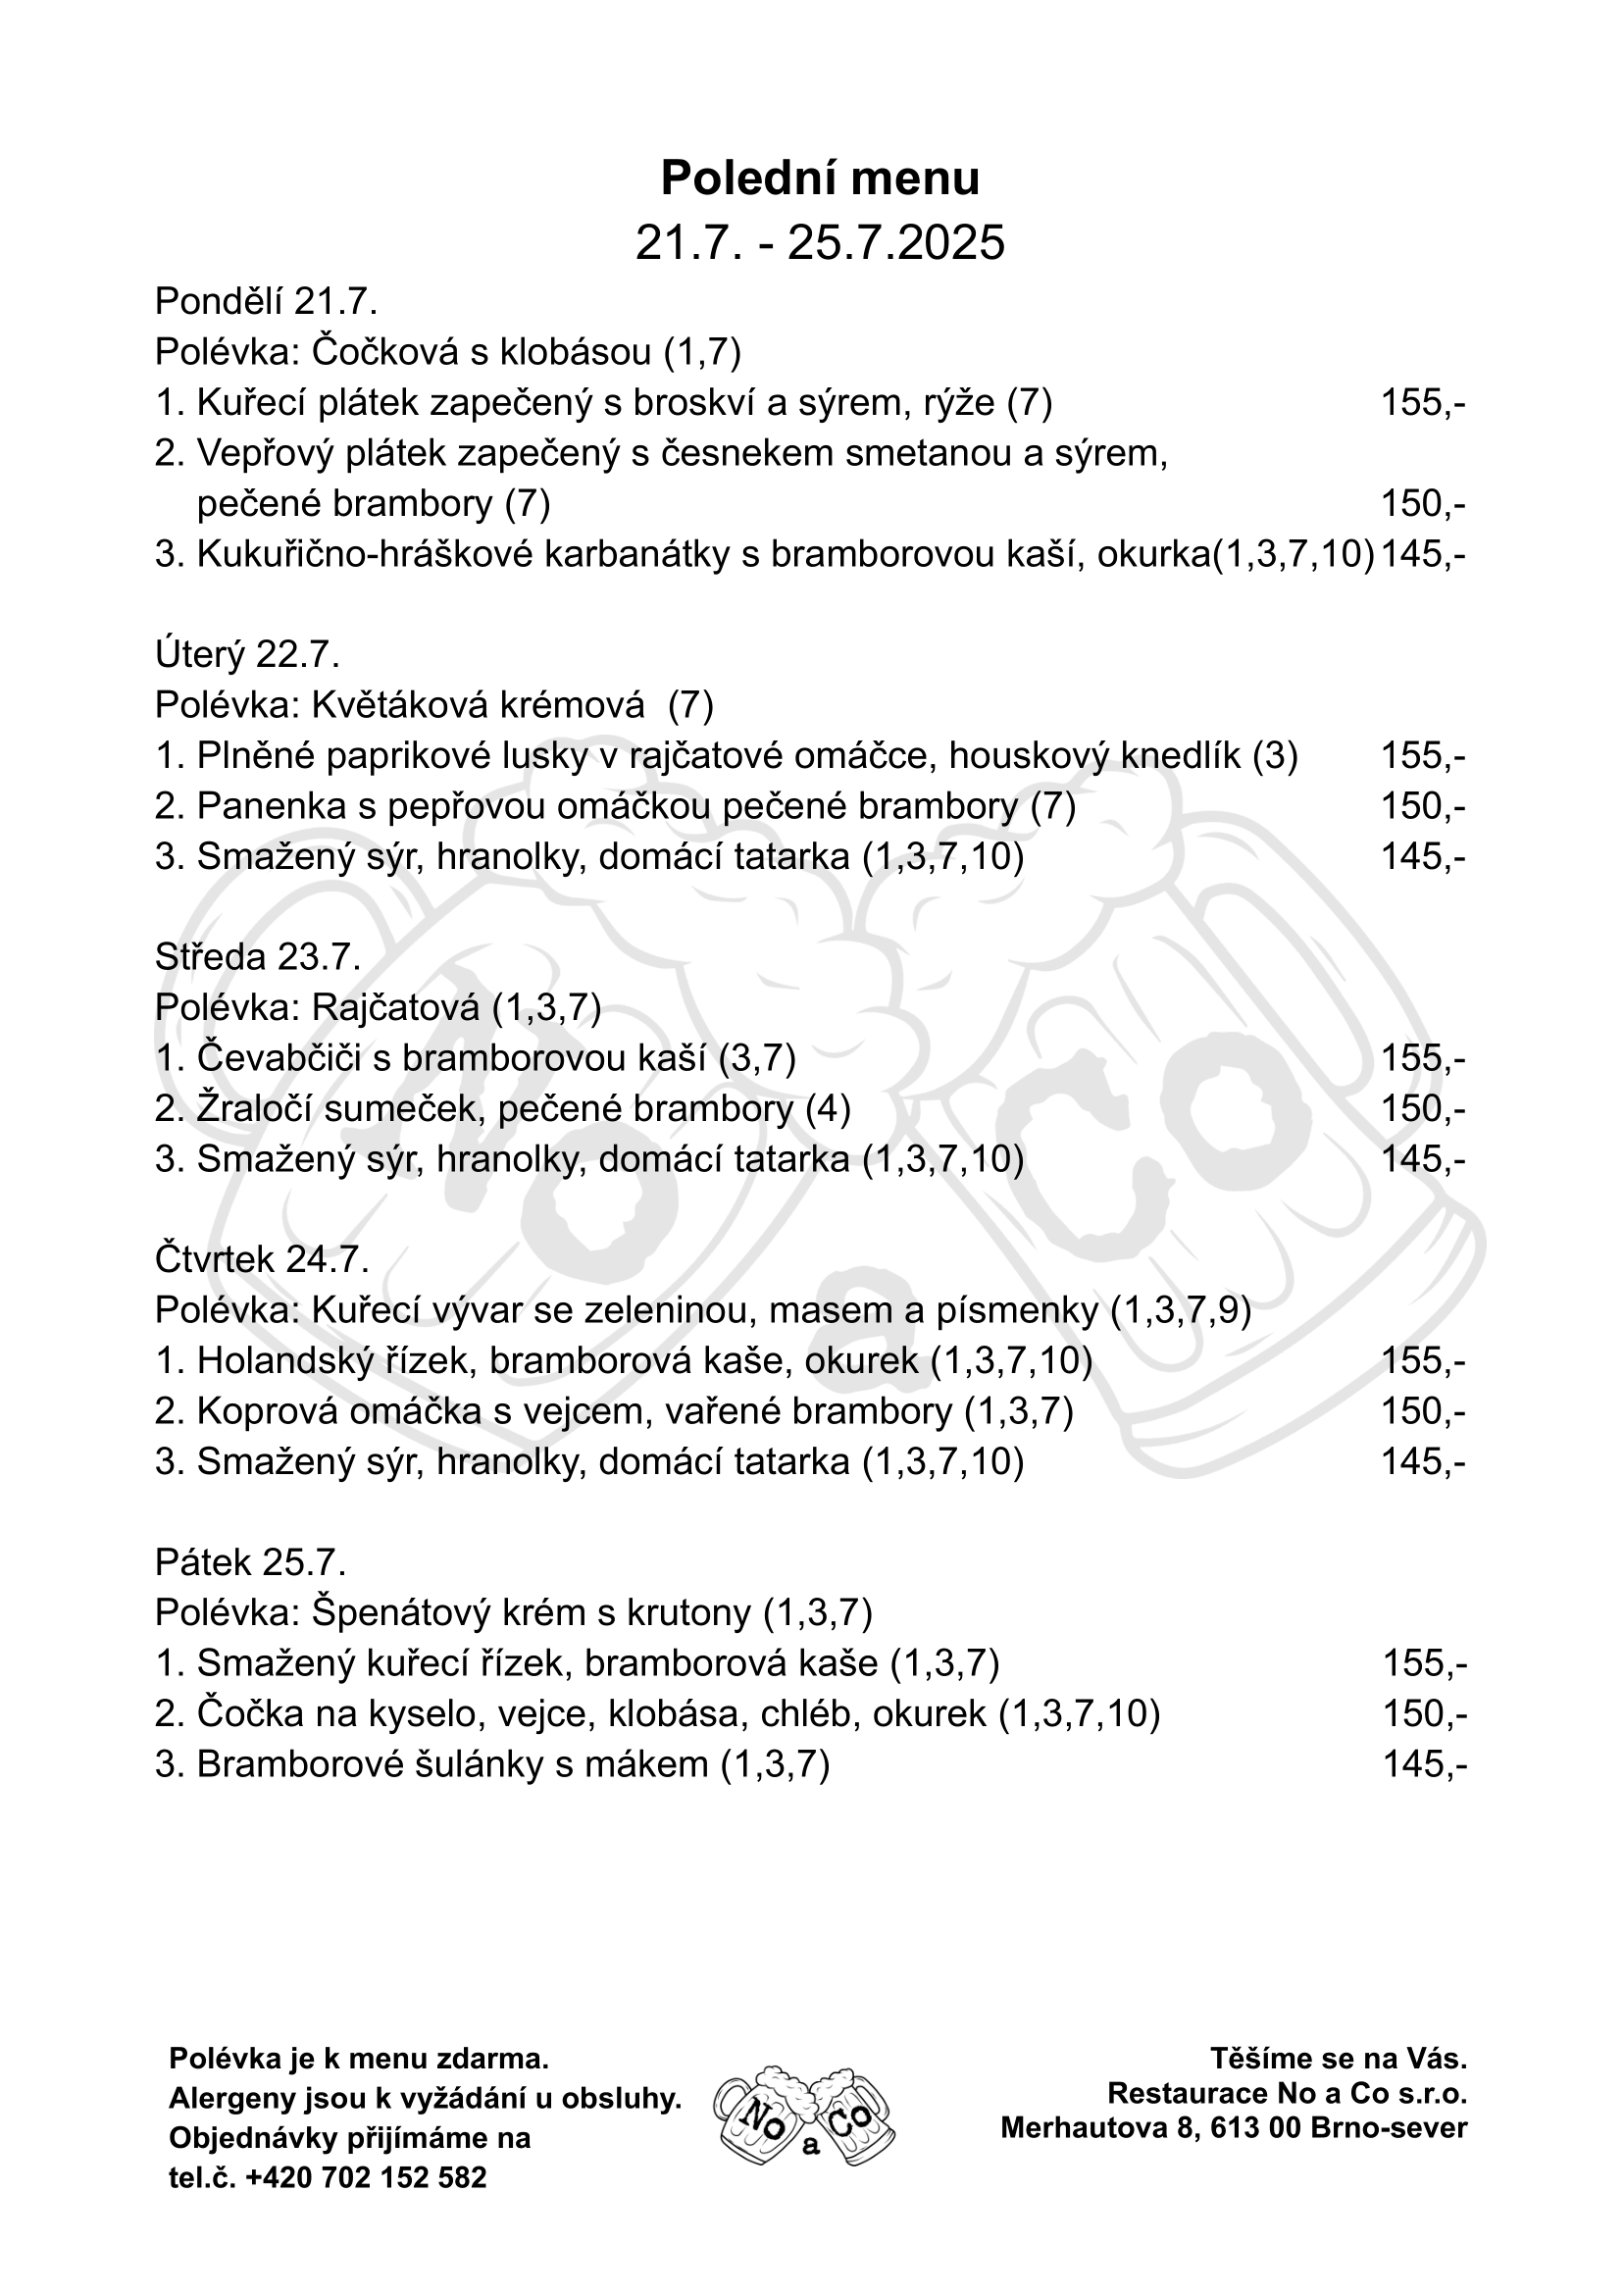 Polední menu
21.7. - 25.7.2025
Pondělí 21.7.
Polévka: Čočková s klobásou (1,7)
1. Kuřecí plátek zapečený s broskví a sýrem, rýže (7) 155,-
2. Vepřový plátek zapečený s česnekem smetanou a sýrem,
pečené brambory (7) 150,-
3. Kukuřično-hráškové karbanátky s bramborovou kaší, okurka(1,3,7,10) 145,-
Úterý 22.7.
Polévka: Květáková krémová  (7)
1. Plněné paprikové lusky v rajčatové omáčce, houskový knedlík (3) 155,-
2. Panenka s pepřovou omáčkou pečené brambory (7) 150,-
3. Smažený sýr, hranolky, domácí tatarka (1,3,7,10) 145,-
Středa 23.7.
Polévka: Rajčatová (1,3,7)
1. Čevabčiči s bramborovou kaší (3,7) 155,-
2. Žraločí sumeček, pečené brambory (4) 150,-
3. Smažený sýr, hranolky, domácí tatarka (1,3,7,10) 145,-
No a Co
Čtvrtek 24.7.
Polévka: Kuřecí vývar se zeleninou, masem a písmenky (1,3,7,9)
1. Holandský řízek, bramborová kaše, okurek (1,3,7,10) 155,-
2. Koprová omáčka s vejcem, vařené brambory (1,3,7) 150,-
3. Smažený sýr, hranolky, domácí tatarka (1,3,7,10) 145,-
Pátek 25.7.
Polévka: Špenátový krém s krutony (1,3,7)
1. Smažený kuřecí řízek, bramborová kaše (1,3,7) 155,-
2. Čočka na kyselo, vejce, klobása, chléb, okurek (1,3,7,10) 150,-
3. Bramborové šulánky s mákem (1,3,7) 145,-
Polévka je k menu zdarma.
Alergeny jsou k vyžádání u obsluhy.
Objednávky přijímáme na
tel.č. +420 702 152 582
No a Co
Těšíme se na Vás.
Restaurace No a Co s.r.o.
Merhautova 8, 613 00 Brno-sever